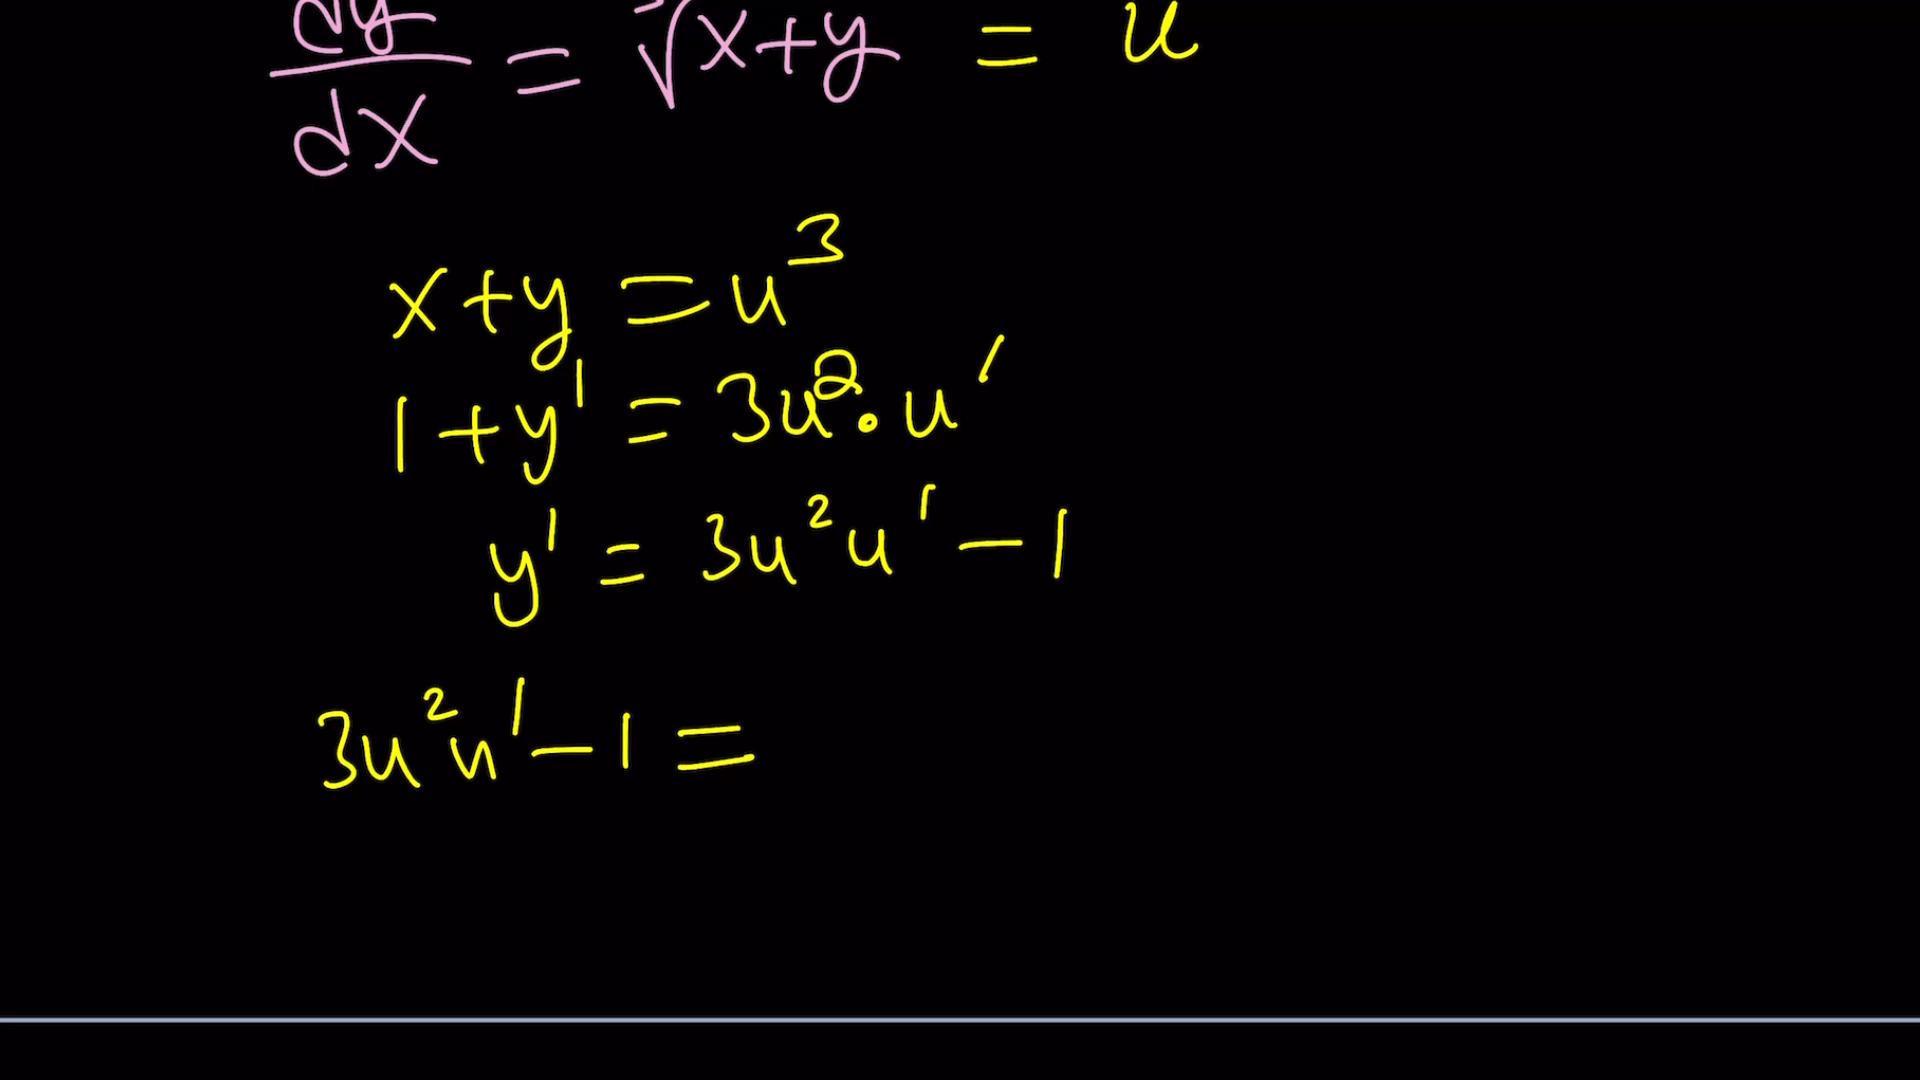 dy/dx = ∛x+y = u
x+y = u³
1+y' = 3u²·u'
y' = 3u²u' − 1
3u²u' − 1 =